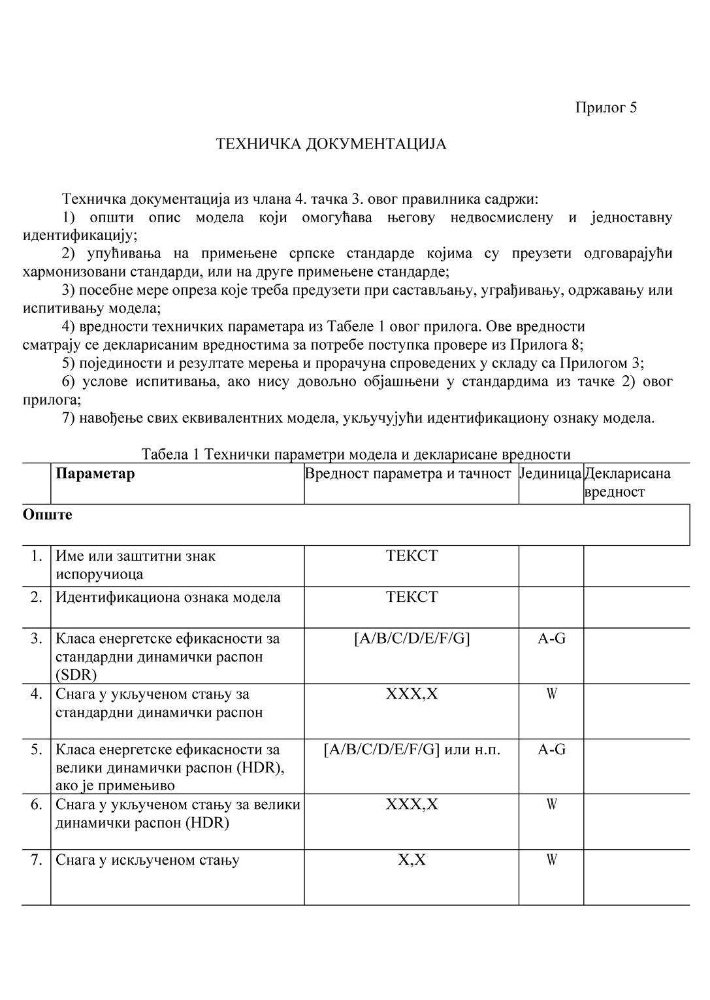 Прилог 5
ТЕХНИЧКА ДОКУМЕНТАЦИЈА
Техничка документација из члана 4. тачка 3. овог правилника садржи:
1) општи опис модела који омогућава његову недвосмислену и једноставну
идентификацију;
2) упућивања на примењене српске стандарде којима су преузети одговарајући
хармонизовани стандарди, или на друге примењене стандарде;
3) посебне мере опреза које треба предузети при састављању, уграђивању, одржавању или
испитивању модела;
4) вредности техничких параметара из Табеле 1 овог прилога. Ове вредности
сматрају се декларисаним вредностима за потребе поступка провере из Прилога 8;
5) појединости и резултате мерења и прорачуна спроведених у складу са Прилогом 3;
6) услове испитивања, ако нису довољно објашњени у стандардима из тачке 2) овог
прилога;
7) навођење свих еквивалентних модела, укључујући идентификациону ознаку модела.
Табела 1 Технички параметри модела и декларисане вредности
Параметар Вредност параметра и тачност Јединица Декларисана
вредност
Опште
1. Име или заштитни знак ТЕКСТ
испоручиоца
2. Идентификациона ознака модела ТЕКСТ
3. Класа енергетске ефикасности за [A/B/C/D/E/F/G] A-G
стандардни динамички распон
(SDR)
4. Снага у укљученом стању за XXX,X W
стандардни динамички распон
5. Класа енергетске ефикасности за [A/B/C/D/E/F/G] или н.п. A-G
велики динамички распон (HDR),
ако је примењиво
6. Снага у укљученом стању за велики XXX,X W
динамички распон (HDR)
7. Снага у искљученом стању X,X W